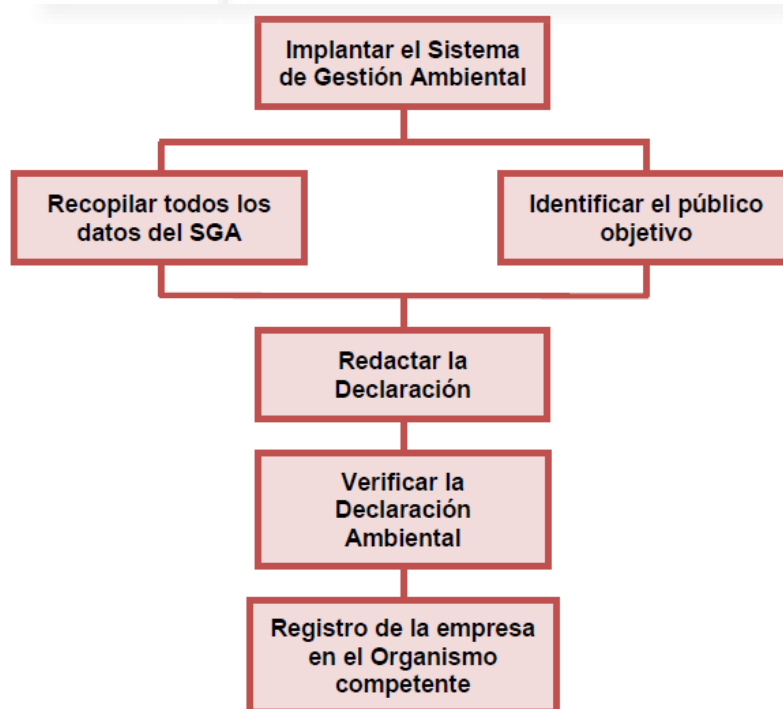 Implantar el Sistema
de Gestión Ambiental
Recopilar todos los
datos del SGA
Identificar el público
objetivo
Redactar la
Declaración
Verificar la
Declaración
Ambiental
Registro de la empresa
en el Organismo
competente